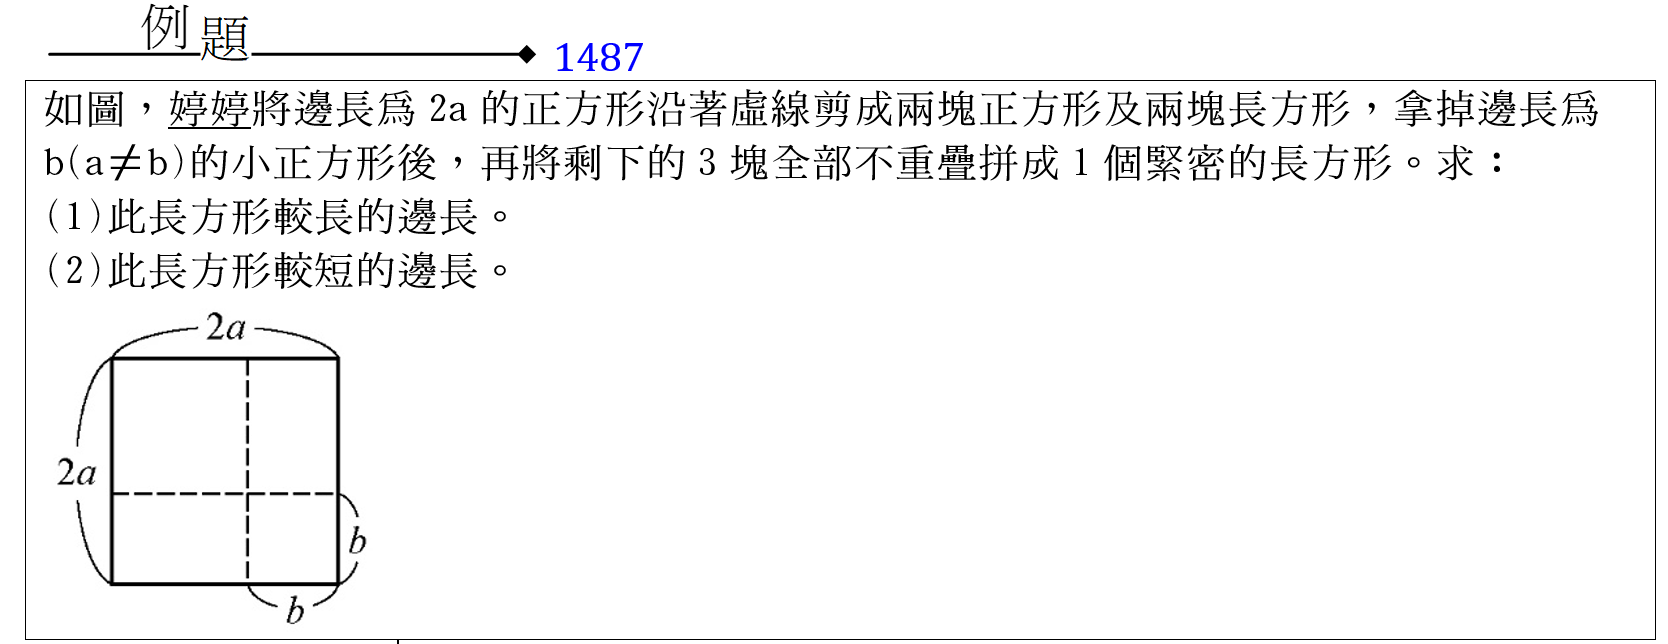 例題 1487
如圖，婷婷將邊長爲 2a 的正方形沿著虛線剪成兩塊正方形及兩塊長方形，拿掉邊長爲
b(a≠b)的小正方形後，再將剩下的 3 塊全部不重疊拼成 1 個緊密的長方形。求：
(1)此長方形較長的邊長。
(2)此長方形較短的邊長。
2a
2a
b
b